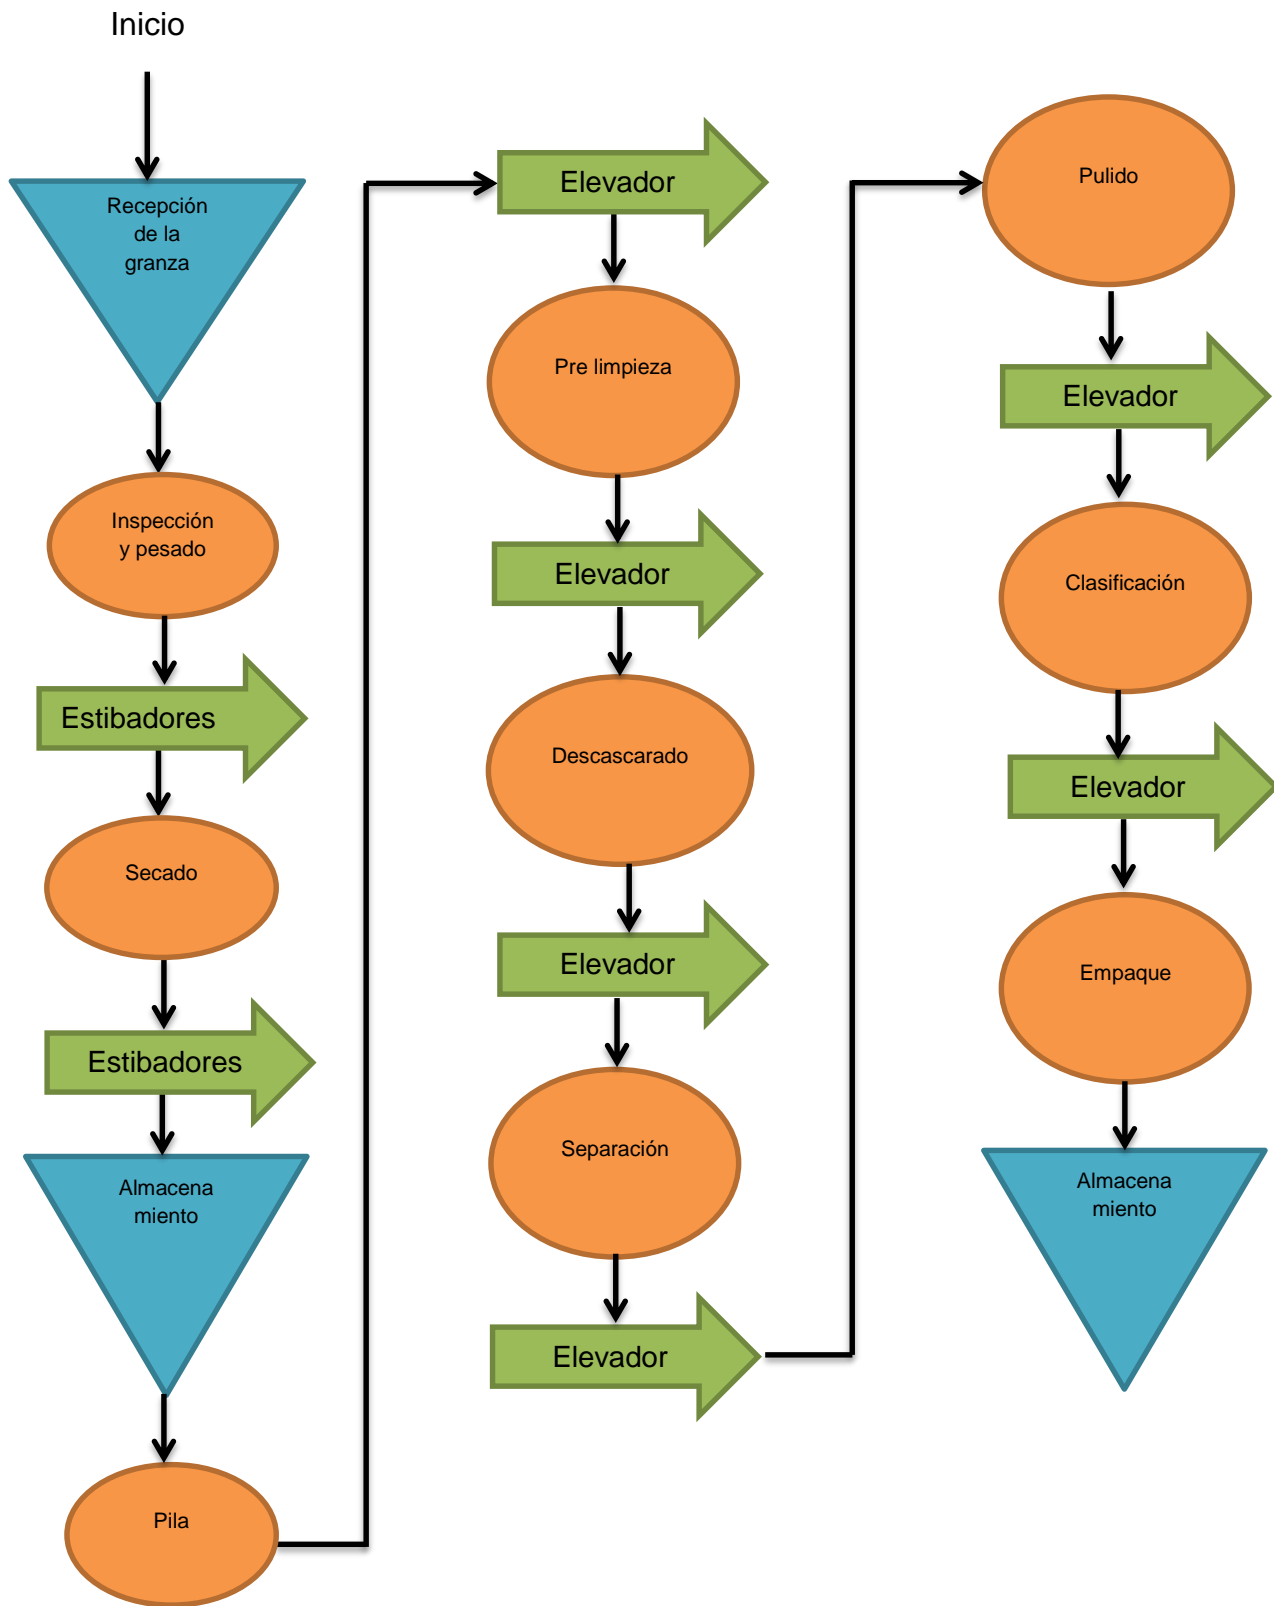 Inicio
Recepción
de la
granza
Inspección
y pesado
Estibadores
Secado
Estibadores
Almacena
miento
Pila
Elevador
Pre limpieza
Elevador
Descascarado
Elevador
Separación
Elevador
Pulido
Elevador
Clasificación
Elevador
Empaque
Almacena
miento